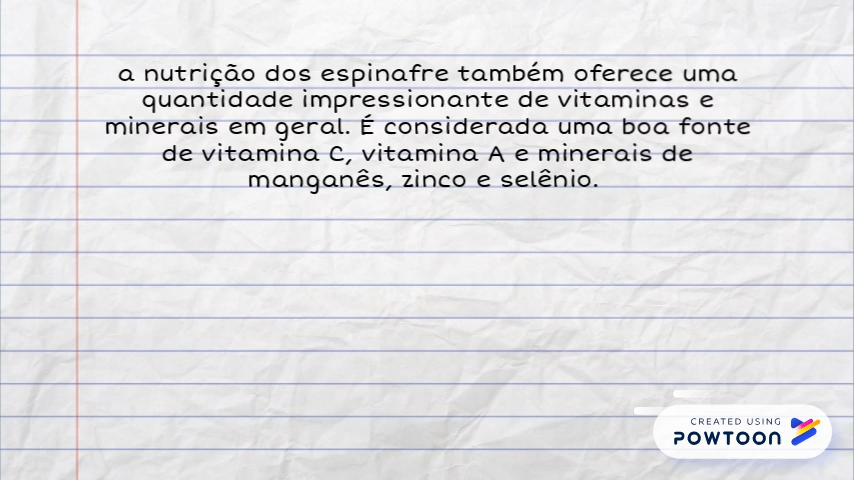 a nutrição dos espinafre também oferece uma
quantidade impressionante de vitaminas e
minerais em geral. É considerada uma boa fonte
de vitamina C, vitamina A e minerais de
manganês, zinco e selênio.
CREATED USING
POWTOON